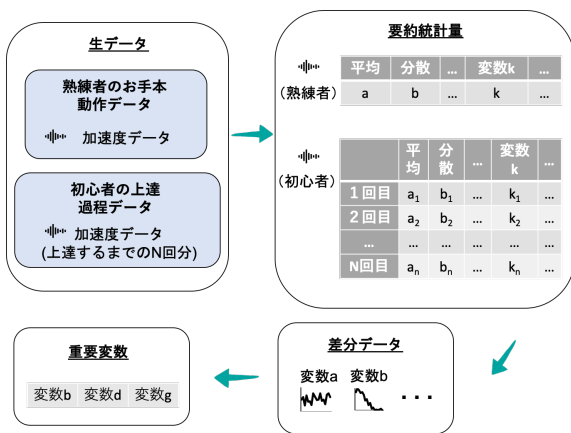 生データ
熟練者のお手本
動作データ
加速度データ
初心者の上達
過程データ
加速度データ
(上達するまでのN回分)
要約統計量
(熟練者)
平均 分散 ... 変数k ...
a b ... k ...
(初心者)
平均 分散 ... 変数k ...
1回目 a1 b1 ... k1 ...
2回目 a2 b2 ... k2 ...
... ... ... ... ... ...
N回目 an bn ... kn ...
差分データ
変数a 変数b
・・・
重要変数
変数b 変数d 変数g